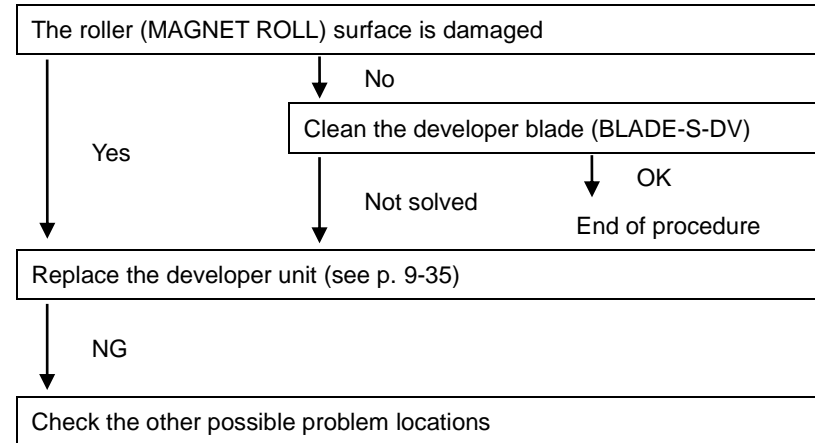 The roller (MAGNET ROLL) surface is damaged
No
Clean the developer blade (BLADE-S-DV)
Yes
OK
Not solved
End of procedure
Replace the developer unit (see p. 9-35)
NG
Check the other possible problem locations